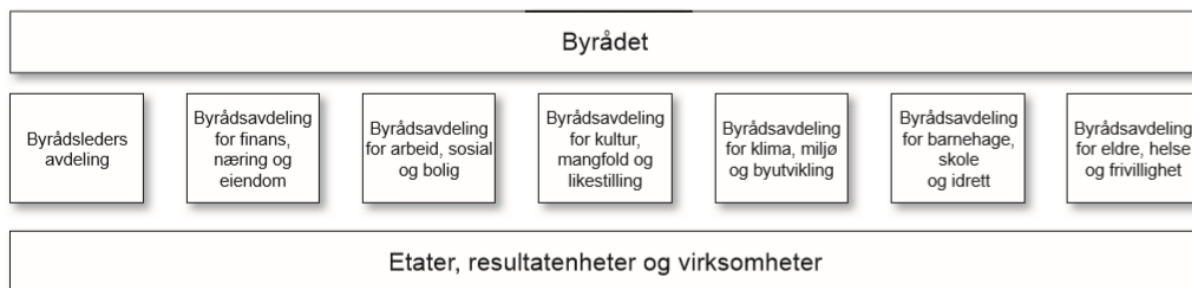 Byrådet
Byrådsleders
avdeling
Byrådsavdeling
for finans,
næring og
eiendom
Byrådsavdeling
for arbeid, sosial
og bolig
Byrådsavdeling
for kultur,
mangfold og
likestilling
Byrådsavdeling
for klima, miljø
og byutvikling
Byrådsavdeling
for barnehage,
skole
og idrett
Byrådsavdeling
for eldre, helse
og frivillighet
Etater, resultatenheter og virksomheter